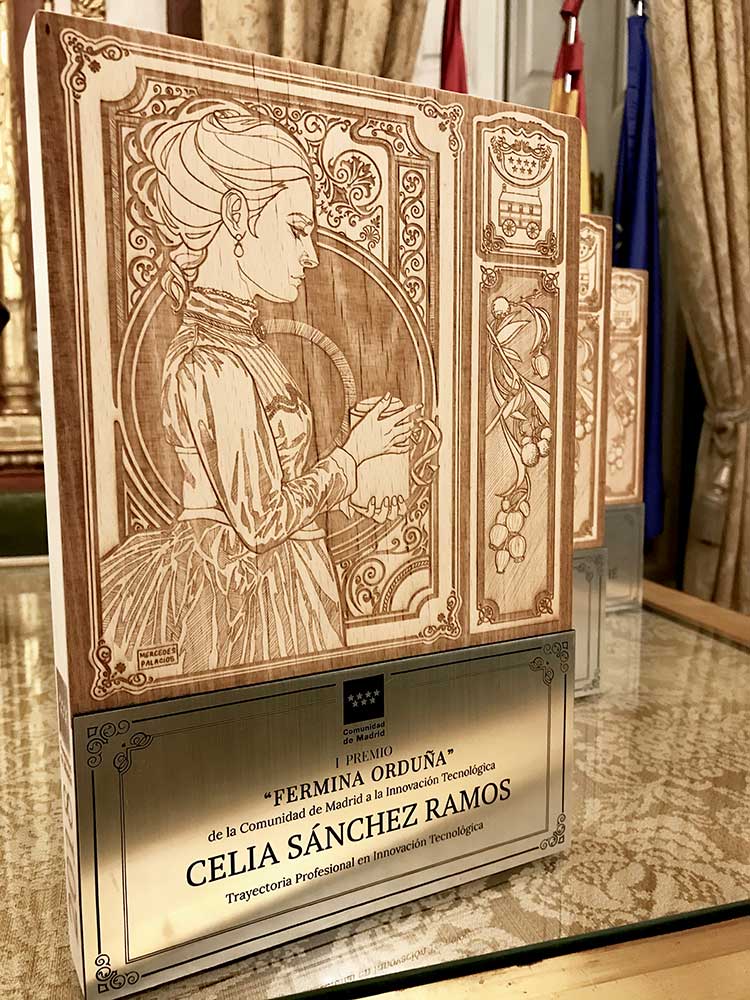 MERCEDES
PALACIOS
Comunidad
de Madrid
I PREMIO
“FERMINA ORDUÑA”
de la Comunidad de Madrid a la Innovación Tecnológica
CELIA SÁNCHEZ RAMOS
Trayectoria Profesional en Innovación Tecnológica